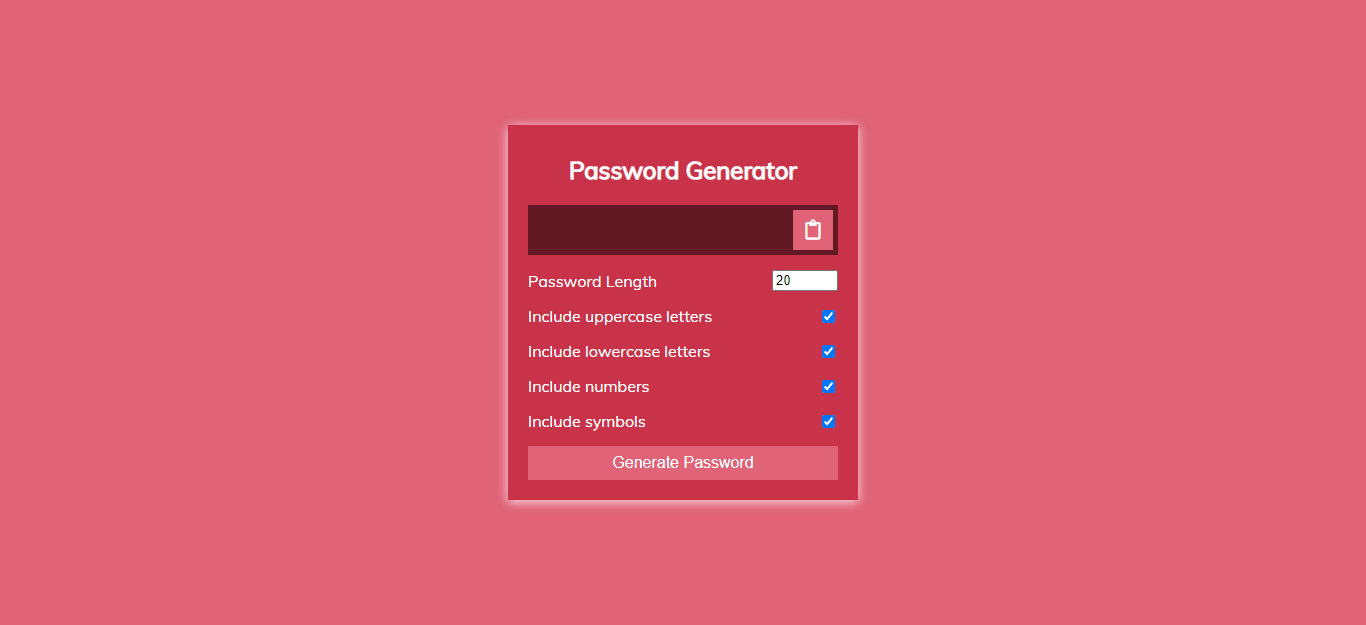 Password Generator
Password Length 20
Include uppercase letters
Include lowercase letters
Include numbers
Include symbols
Generate Password